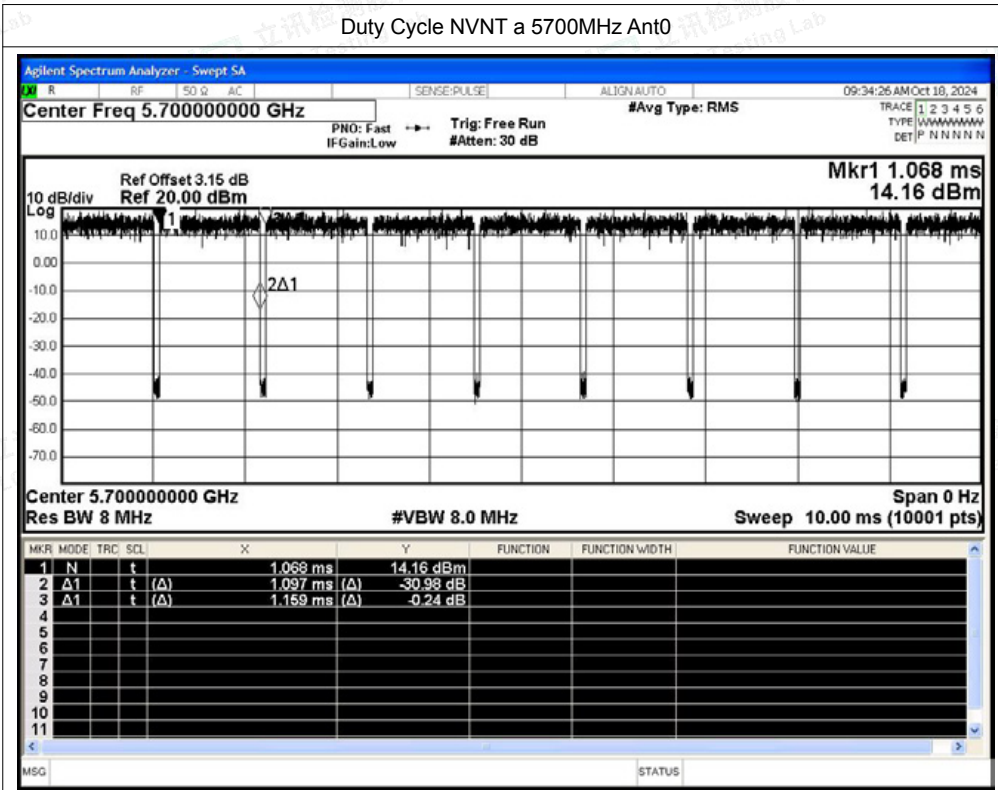 Duty Cycle NVNT a 5700MHz Ant0
Agilent Spectrum Analyzer - Swept SA
R RF 50 Ω AC SENSE:PULSE ALIGN AUTO 09:34:26 AM Oct 18, 2024
Center Freq 5.700000000 GHz #Avg Type: RMS TRACE 1 2 3 4 5 6
PNO: Fast Trig: Free Run TYPE WWWWWW
IFGain:Low #Atten: 30 dB DET P N N N N N
Mkr1 1.068 ms
Ref Offset 3.15 dB
10 dB/div Ref 20.00 dBm 14.16 dBm
Log
1
10.0
0.00
2Δ1
-10.0
-20.0
-30.0
-40.0
-50.0
-60.0
-70.0
Center 5.700000000 GHz Span 0 Hz
Res BW 8 MHz #VBW 8.0 MHz Sweep 10.00 ms (10001 pts)
MKR MODE TRC SCL X Y FUNCTION FUNCTION WIDTH FUNCTION VALUE
1 N t 1.068 ms 14.16 dBm
2 Δ1 t (Δ) 1.097 ms (Δ) -30.98 dB
3 Δ1 t (Δ) 1.159 ms (Δ) -0.24 dB
4
5
6
7
8
9
10
11
MSG STATUS